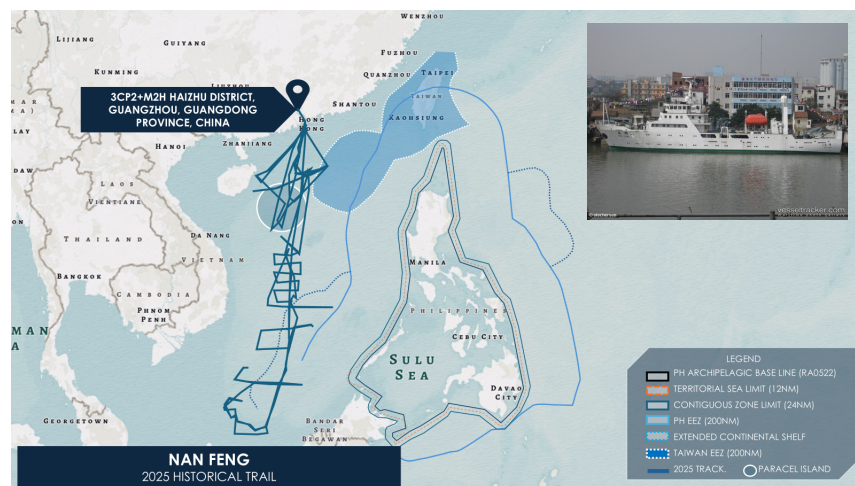 WENZHOU
LIJIANG
GUIYANG
FUZHOU
KUNMING
QUANZHOU
TAIPEI
3CP2+M2H HAIZHU DISTRICT,
GUANGZHOU, GUANGDONG
PROVINCE, CHINA
TAIWAN
SHANTOU
KAOHSIUNG
HONG
KONG
LAY
HANOI
ZHANJIANG
DAW
LAOS
VIENTIANE
DA NANG
THAILAND
VIETNAM
MANILA
BANGKOK
CAMBODIA
PHNOM
PENH
PHILIPPINES
MAN
A
CEBU CITY
SULU
SEA
DAVAO
CITY
GEORGETOWN
BANDAR
SERI
BEGAWAN
vesseltracker.com
LEGEND
PH ARCHIPELAGIC BASE LINE (RA0522)
TERRITORIAL SEA LIMIT (12NM)
CONTIGUOUS ZONE LIMIT (24NM)
PH EEZ (200NM)
EXTENDED CONTINENTAL SHELF
TAIWAN EEZ (200NM)
2025 TRACK.
PARACEL ISLAND
NAN FENG
2025 HISTORICAL TRAIL